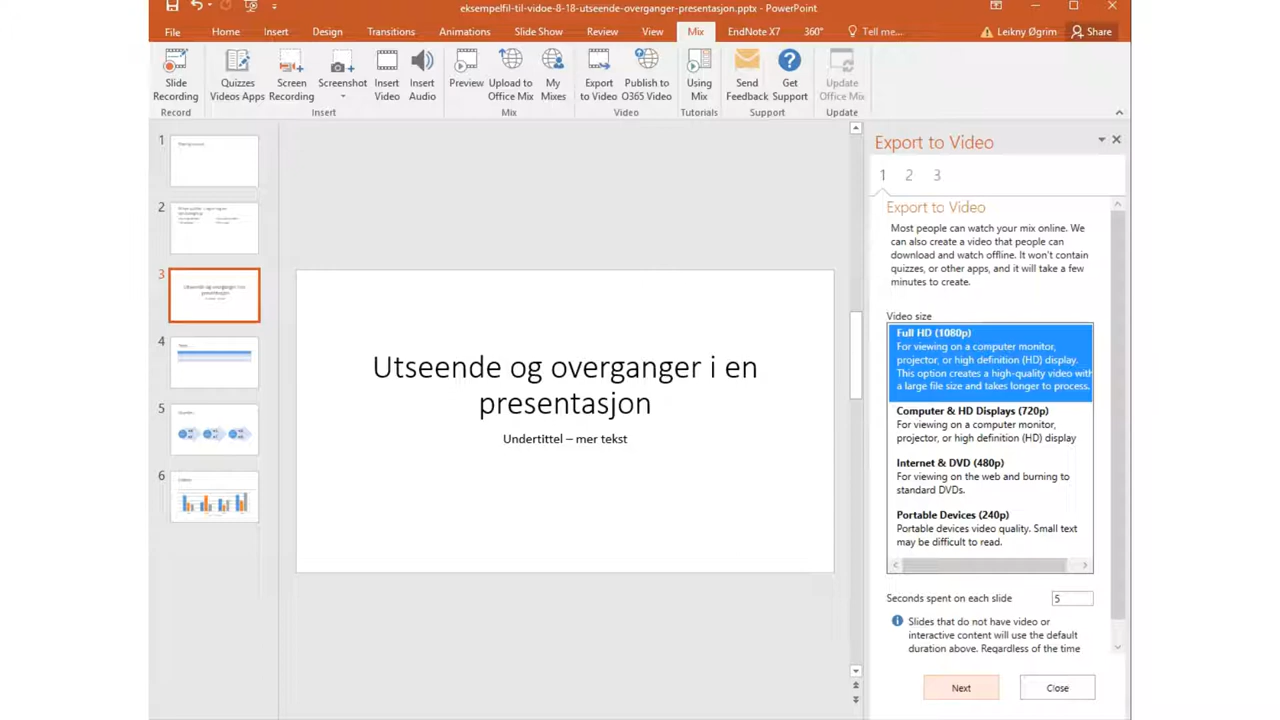 eksempelfil-til-vidoe-8-18-utseende-overganger-presentasjon.pptx - PowerPoint
File Home Insert Design Transitions Animations Slide Show Review View Mix EndNote X7 360° Tell me... Leikny Øgrim Share
Slide Recording
Quizzes Videos Apps
Screen Recording
Screenshot
Insert Video
Insert Audio
Preview
Upload to Office Mix
My Mixes
Export to Video
Publish to O365 Video
Using Mix
Send Feedback
Get Support
Update Office Mix
Record Insert Mix Video Tutorials Support Update
1
2
3
4
5
6
Utseende og overganger i en
presentasjon
Undertittel – mer tekst
Export to Video
1 2 3
Export to Video
Most people can watch your mix online. We
can also create a video that people can
download and watch offline. It won't contain
quizzes, or other apps, and it will take a few
minutes to create.
Video size
Full HD (1080p)
For viewing on a computer monitor,
projector, or high definition (HD) display.
This option creates a high-quality video with
a large file size and takes longer to process.
Computer & HD Displays (720p)
For viewing on a computer monitor,
projector, or high definition (HD) display
Internet & DVD (480p)
For viewing on the web and burning to
standard DVDs.
Portable Devices (240p)
Portable devices video quality. Small text
may be difficult to read.
Seconds spent on each slide 5
Slides that do not have video or
interactive content will use the default
duration above. Regardless of the time
Next Close